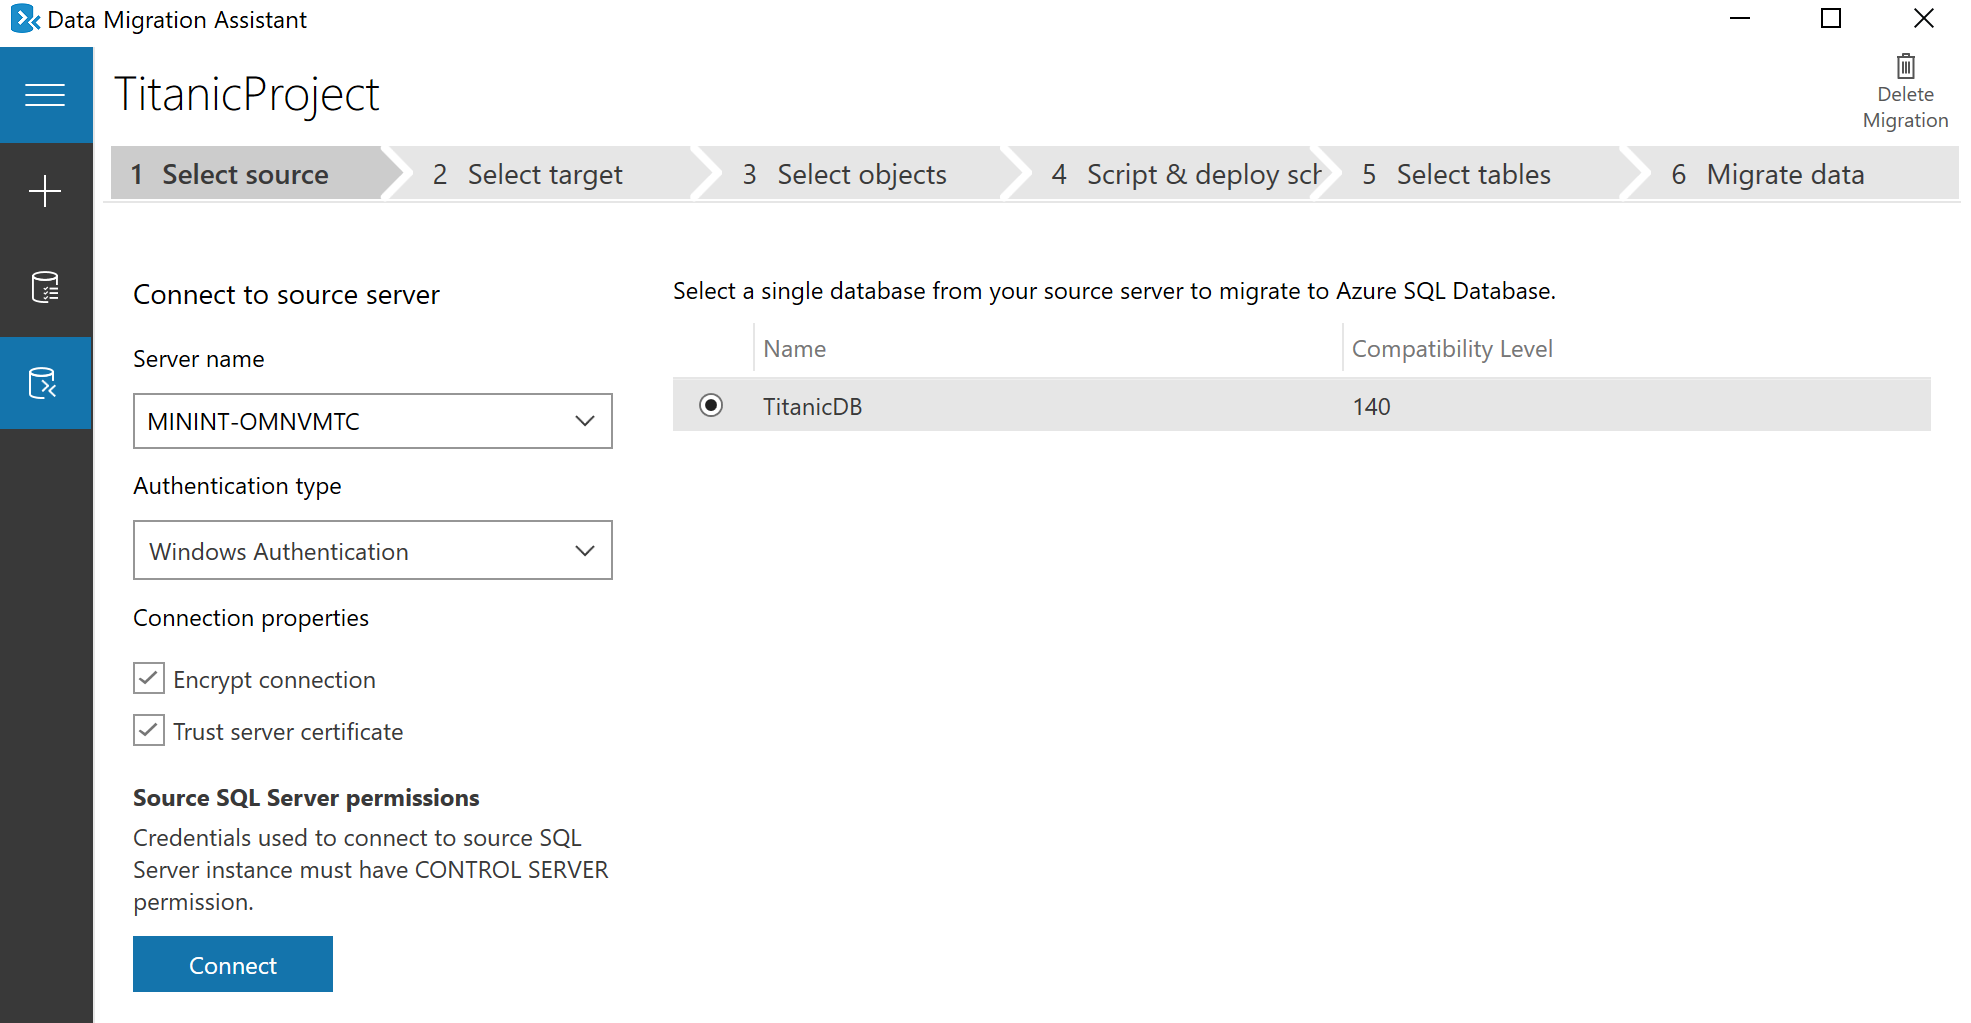 Data Migration Assistant
TitanicProject
Delete
Migration
1 Select source
2 Select target
3 Select objects
4 Script & deploy sch
5 Select tables
6 Migrate data
Connect to source server
Server name
MININT-OMNVMTC
Authentication type
Windows Authentication
Connection properties
Encrypt connection
Trust server certificate
Source SQL Server permissions
Credentials used to connect to source SQL
Server instance must have CONTROL SERVER
permission.
Connect
Select a single database from your source server to migrate to Azure SQL Database.
Name Compatibility Level
TitanicDB 140